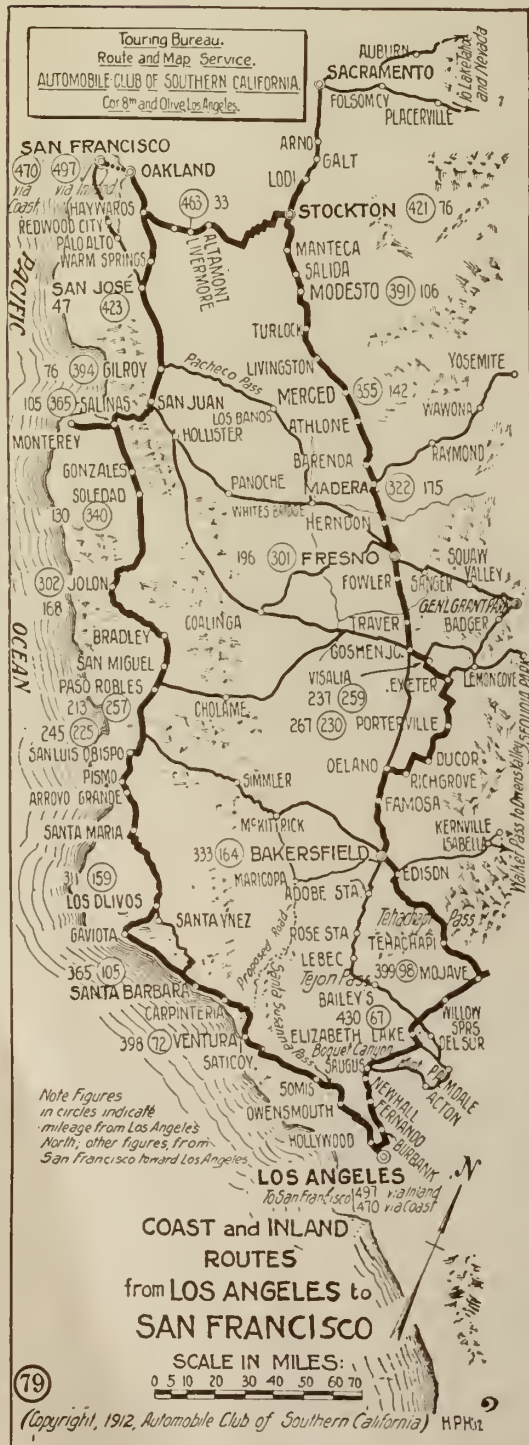 Touring Bureau.
Route and Map Service.
AUTOMOBILE CLUB OF SOUTHERN CALIFORNIA.
Cor 8th and Olive, Los Angeles.
AUBURN
SACRAMENTO
FOLSOM CY
PLACERVILLE
To Lake Tahoe
and Nevada
ARNO
GALT
LODI
SAN FRANCISCO
470 497
via Coast
via Inland
OAKLAND
HAYWARDS
463 33
STOCKTON 421 76
REDWOOD CITY
ALTAMONT
LIVERMORE
PALO ALTO
WARM SPRINGS
MANTECA
SALIDA
MODESTO 391 106
SAN JOSE
47 423
PACIFIC
TURLOCK
LIVINGSTON
76 394 GILROY
Pacheco Pass
YOSEMITE
MERCED 355 142
105 365 SALINAS
SAN JUAN
LOS BANOS
WAWONA
MONTEREY
HOLLISTER
ATHLONE
GONZALES
BARENDA
RAYMOND
SOLEDAD
PANOCHE
MADERA 322 175
130 340
WHITES BRIDGE
HERNDON
196 301 FRESNO
SQUAW
VALLEY
302 JOLON
168
FOWLER
SANGER
GENL GRANT PARK
OCEAN
COALINGA
TRAVER
BADGER
BRADLEY
GOSHEN JC.
SAN MIGUEL
VISALIA
237 259
EXETER
LEMONCOVE
SEQUOIA PARK
PASO ROBLES
213 257
CHOLAME
267 230 PORTERVILLE
245 225
SAN LUIS OBISPO
OELANO
DUCOR
RICHGROVE
Walker Pass to Owens Valley
PISMO
SIMMLER
FAMOSA
ARROYO GRANDE
MCKITTRICK
KERNVILLE
ISABELLA
SANTA MARIA
333 164 BAKERSFIELD
MARICOPA
EDISON
311 159
ADOBE STA.
LOS OLIVOS
SANTA YNEZ
ROSE STA
Tehachapi Pass
TEHACHAPI
GAVIOTA
Proposed Road
LEBEC
399 98 MOJAVE
365 105
Tejon Pass
SANTA BARBARA
Santa Susana Pass
BAILEY'S
430 67
WILLOW
SPRS
CARPINTERIA
ELIZABETH LAKE
DEL SUR
398 72 VENTURA
Boquet Canyon
SATICOY
SAUGUS
PALMDALE
ACTON
SOMIS
NEWHALL
OWENSMOUTH
FERNANDO
HOLLYWOOD
BURBANK
Note Figures
in circles indicate
mileage from Los Angeles
North; other figures, from
San Francisco toward Los Angeles
LOS ANGELES
To San Francisco 497 via Inland
470 via Coast
N
COAST and INLAND
ROUTES
from LOS ANGELES to
SAN FRANCISCO
SCALE IN MILES:
0 5 10 20 30 40 50 60 70
79
(Copyright, 1912, Automobile Club of Southern California) H.P.H. '12